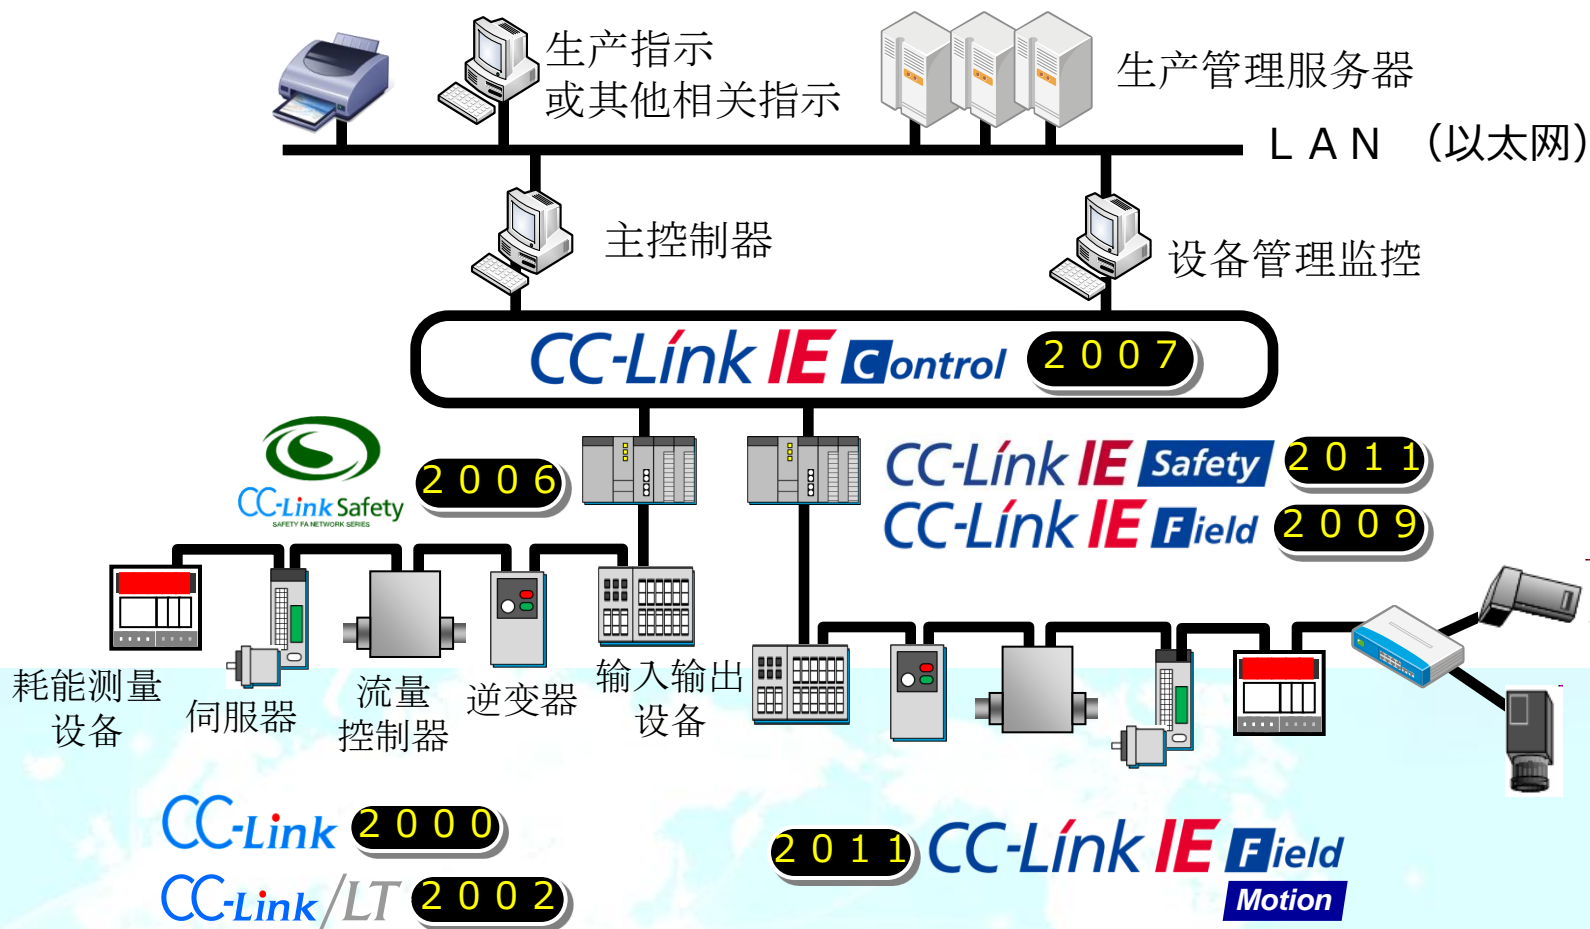 生产指示
或其他相关指示
生产管理服务器
LAN （以太网）
主控制器
设备管理监控
CC-Link IE Control 2007
CC-Link Safety
SAFETY FA NETWORK SERIES
2006
CC-Link IE Safety 2011
CC-Link IE Field 2009
耗能测量
设备
伺服器
流量
控制器
逆变器
输入输出
设备
CC-Link 2000
CC-Link/LT 2002
2011 CC-Link IE Field
Motion